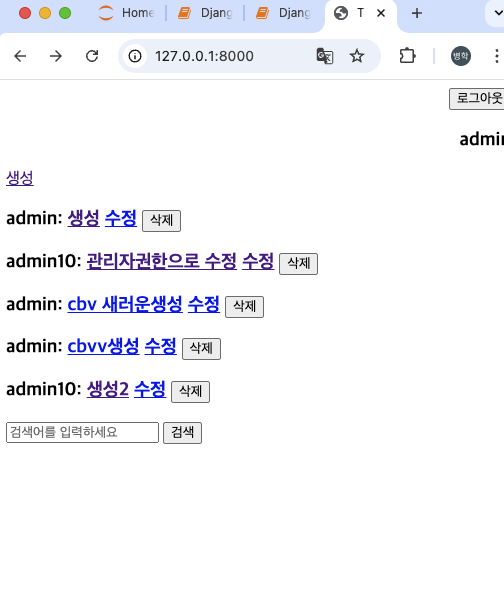 Home
Djang
Djang
T
127.0.0.1:8000
병학
로그아웃
admin
생성
admin: 생성 수정 삭제
admin10: 관리자권한으로 수정 수정 삭제
admin: cbv 새러운생성 수정 삭제
admin: cbvv생성 수정 삭제
admin10: 생성2 수정 삭제
검색어를 입력하세요 검색